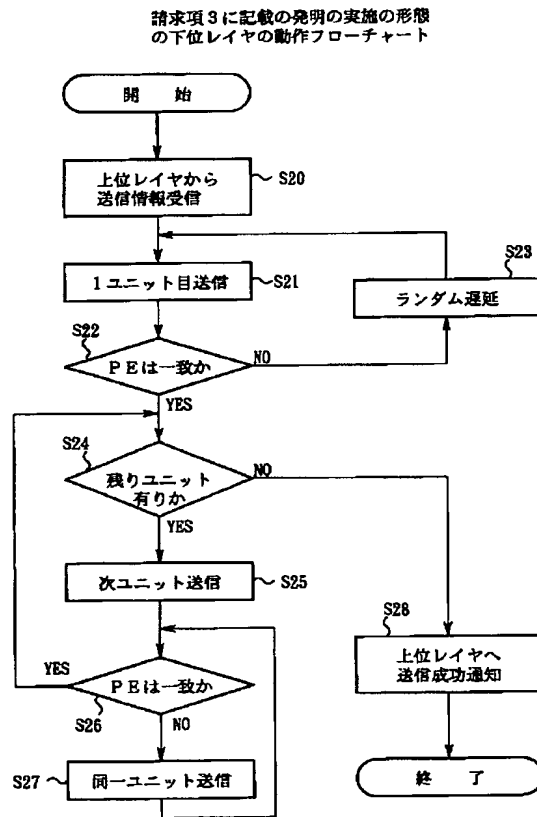 請求項3に記載の発明の実施の形態
の下位レイヤの動作フローチャート
開 始
上位レイヤから
送信情報受信
S20
S23
1ユニット目送信
S21
ランダム遅延
S22
PEは一致か
NO
YES
S24
残りユニット
有りか
NO
YES
次ユニット送信
S25
S28
上位レイヤへ
送信成功通知
YES
PEは一致か
S26
NO
S27
同一ユニット送信
終 了